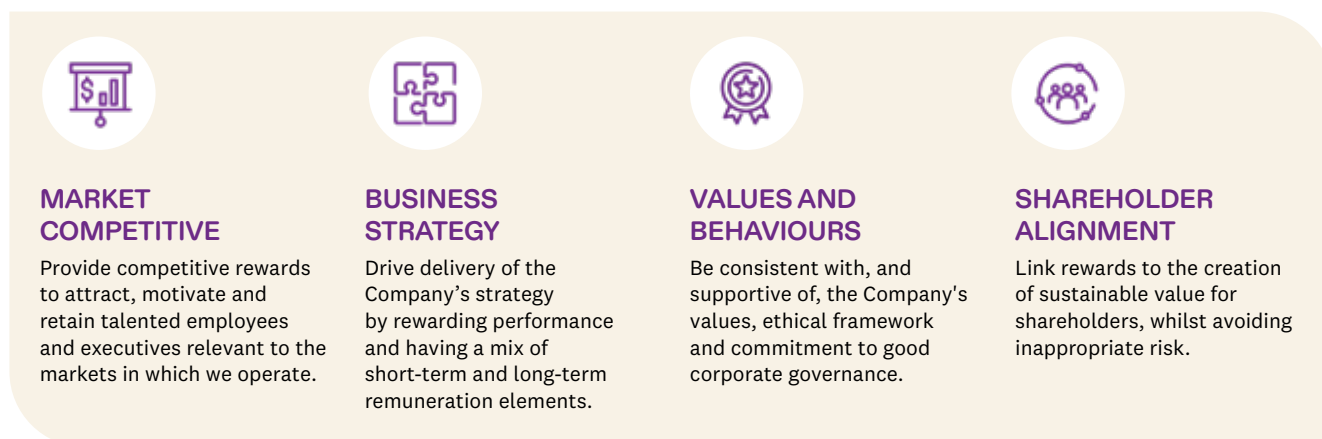 MARKET
COMPETITIVE
Provide competitive rewards
to attract, motivate and
retain talented employees
and executives relevant to the
markets in which we operate.
BUSINESS
STRATEGY
Drive delivery of the
Company’s strategy
by rewarding performance
and having a mix of
short-term and long-term
remuneration elements.
VALUES AND
BEHAVIOURS
Be consistent with, and
supportive of, the Company's
values, ethical framework
and commitment to good
corporate governance.
SHAREHOLDER
ALIGNMENT
Link rewards to the creation
of sustainable value for
shareholders, whilst avoiding
inappropriate risk.